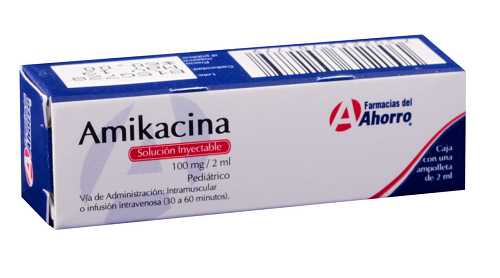 Lote:
Amikacina
Solución Inyectable
100 mg / 2 ml
Pediátrico
Vía de Administración: Intramuscular
o infusión intravenosa (30 a 60 minutos).
Farmacias del
Ahorro®
Caja
con una
ampolleta
de 2 ml